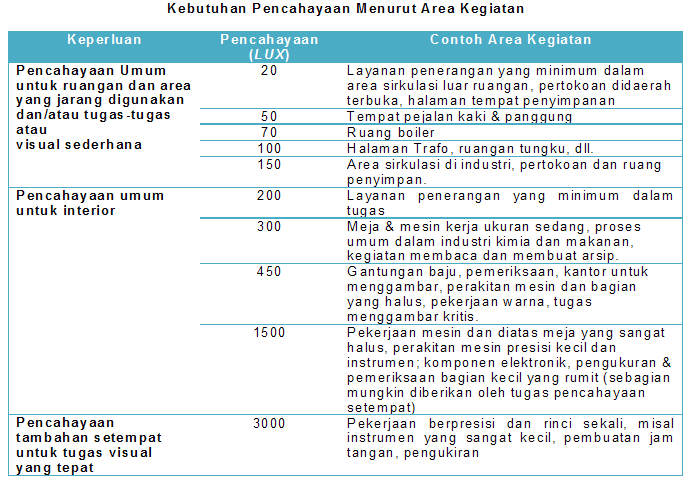 Kebutuhan Pencahayaan Menurut Area Kegiatan
Keperluan
Pencahayaan
(LUX)
Contoh Area Kegiatan
Pencahayaan Umum
untuk ruangan dan area
yang jarang digunakan
dan/atau tugas-tugas
atau
visual sederhana
20
Layanan penerangan yang minimum dalam
area sirkulasi luar ruangan, pertokoan didaerah
terbuka, halaman tempat penyimpanan
50
Tempat pejalan kaki & panggung
70
Ruang boiler
100
Halaman Trafo, ruangan tungku, dll.
150
Area sirkulasi di industri, pertokoan dan ruang
penyimpan.
Pencahayaan umum
untuk interior
200
Layanan penerangan yang minimum dalam
tugas
300
Meja & mesin kerja ukuran sedang, proses
umum dalam industri kimia dan makanan,
kegiatan membaca dan membuat arsip.
450
Gantungan baju, pemeriksaan, kantor untuk
menggambar, perakitan mesin dan bagian
yang halus, pekerjaan warna, tugas
menggambar kritis.
1500
Pekerjaan mesin dan diatas meja yang sangat
halus, perakitan mesin presisi kecil dan
instrumen; komponen elektronik, pengukuran &
pemeriksaan bagian kecil yang rumit (sebagian
mungkin diberikan oleh tugas pencahayaan
setempat)
Pencahayaan
tambahan setempat
untuk tugas visual
yang tepat
3000
Pekerjaan berpresisi dan rinci sekali, misal
instrumen yang sangat kecil, pembuatan jam
tangan, pengukiran